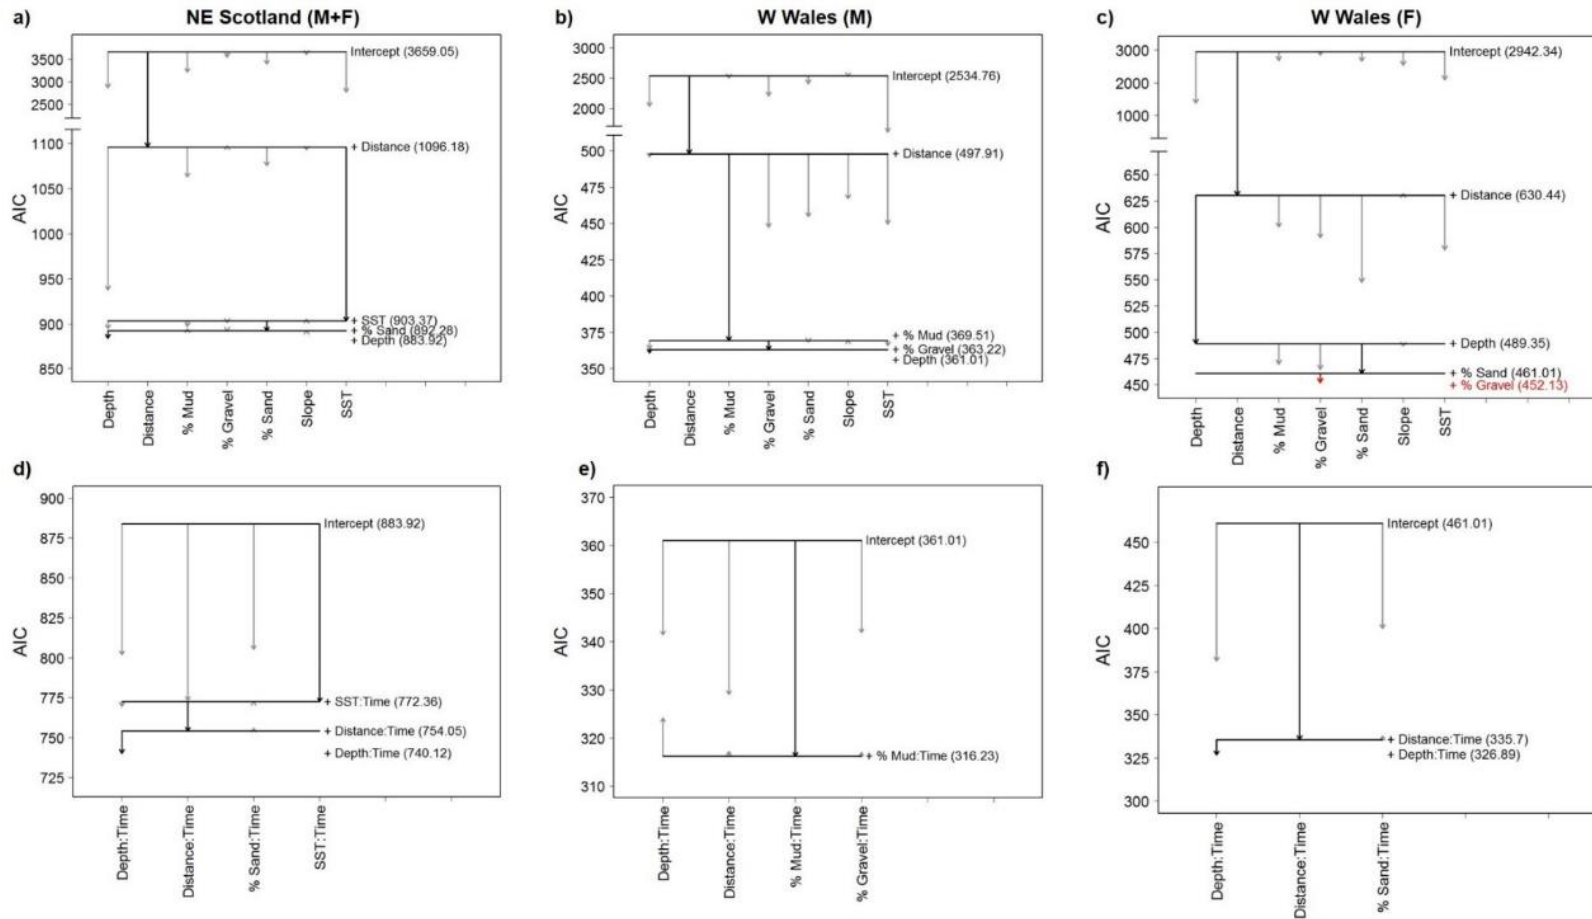 a) NE Scotland (M+F)
AIC
3500
3000
2500
1100
1050
1000
950
900
850
Intercept (3659.05)
+ Distance (1096.18)
+ SST (903.37)
+ % Sand (892.28)
+ Depth (883.92)
Depth
Distance
% Mud
% Gravel
% Sand
Slope
SST
b) W Wales (M)
AIC
3000
2500
2000
500
475
450
425
400
375
350
Intercept (2534.76)
+ Distance (497.91)
+ % Mud (369.51)
+ % Gravel (363.22)
+ Depth (361.01)
Depth
Distance
% Mud
% Gravel
% Sand
Slope
SST
c) W Wales (F)
AIC
3000
2000
1000
650
625
600
575
550
525
500
475
450
Intercept (2942.34)
+ Distance (630.44)
+ Depth (489.35)
+ % Sand (461.01)
+ % Gravel (452.13)
Depth
Distance
% Mud
% Gravel
% Sand
Slope
SST
d)
AIC
900
875
850
825
800
775
750
725
Intercept (883.92)
+ SST:Time (772.36)
+ Distance:Time (754.05)
+ Depth:Time (740.12)
Depth:Time
Distance:Time
% Sand:Time
SST:Time
e)
AIC
370
360
350
340
330
320
310
Intercept (361.01)
+ % Mud:Time (316.23)
Depth:Time
Distance:Time
% Mud:Time
% Gravel:Time
f)
AIC
450
425
400
375
350
325
300
Intercept (461.01)
+ Distance:Time (335.7)
+ Depth:Time (326.89)
Depth:Time
Distance:Time
% Sand:Time